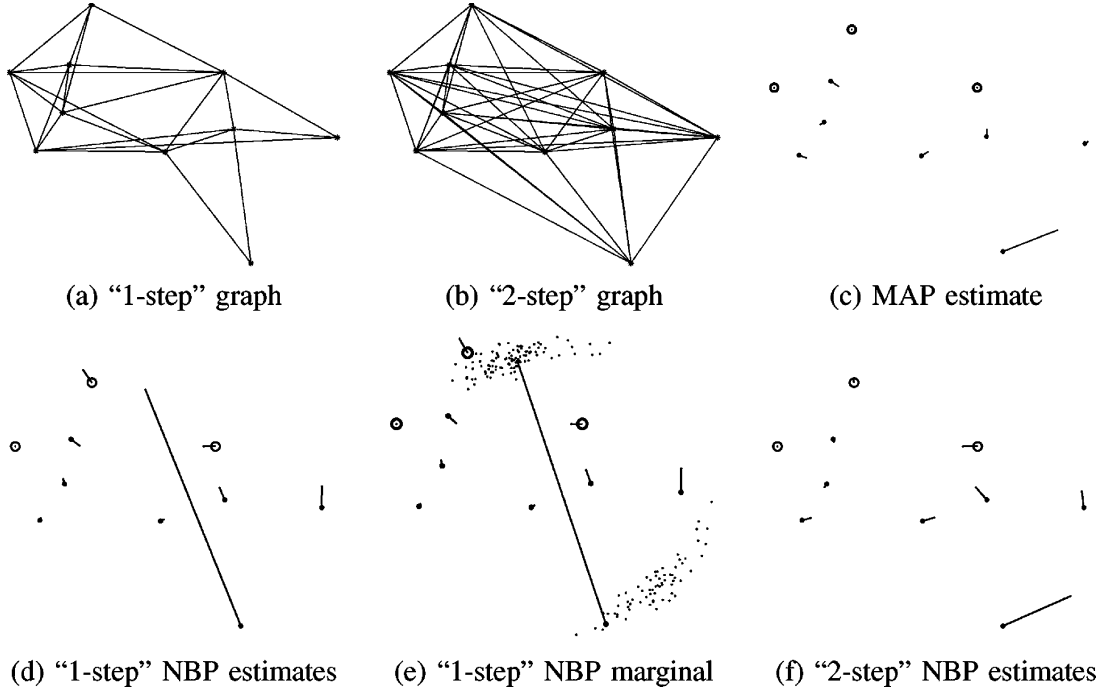 (a) “1-step” graph
(b) “2-step” graph
(c) MAP estimate
(d) “1-step” NBP estimates
(e) “1-step” NBP marginal
(f) “2-step” NBP estimates